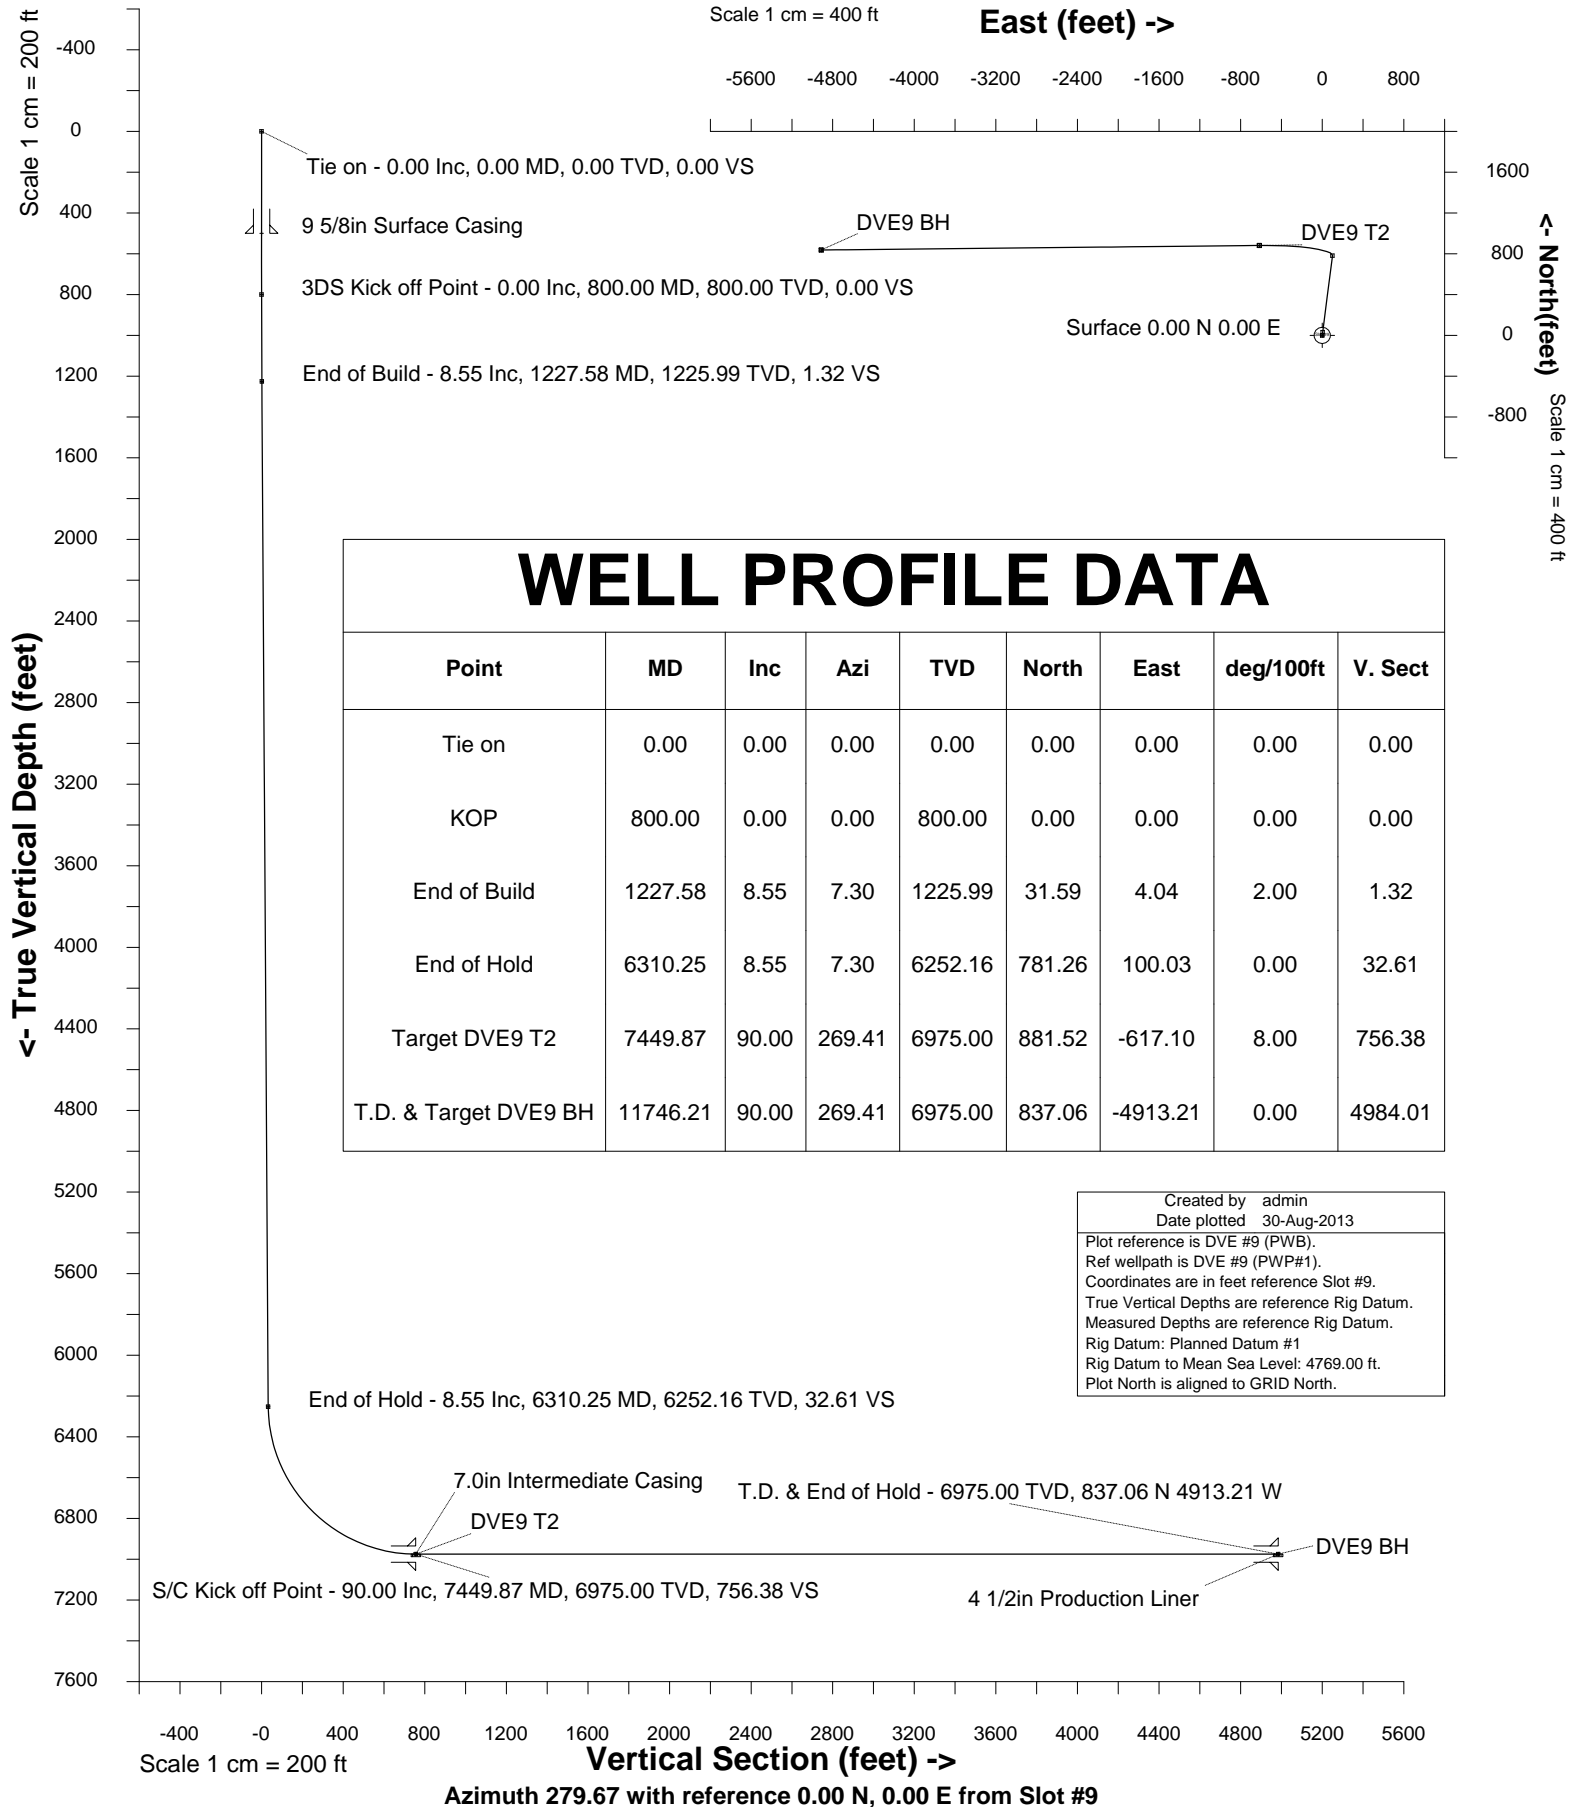 Scale 1 cm = 200 ft
Scale 1 cm = 400 ft
East (feet) ->
-5600 -4800 -4000 -3200 -2400 -1600 -800 0 800
<- North(feet)
Scale 1 cm = 400 ft
1600
800
0
-800
DVE9 BH
DVE9 T2
Surface 0.00 N 0.00 E
<- True Vertical Depth (feet)
-400
0
400
800
1200
1600
2000
2400
2800
3200
3600
4000
4400
4800
5200
5600
6000
6400
6800
7200
7600
Tie on - 0.00 Inc, 0.00 MD, 0.00 TVD, 0.00 VS
9 5/8in Surface Casing
3DS Kick off Point - 0.00 Inc, 800.00 MD, 800.00 TVD, 0.00 VS
End of Build - 8.55 Inc, 1227.58 MD, 1225.99 TVD, 1.32 VS
WELL PROFILE DATA
Point MD Inc Azi TVD North East deg/100ft V. Sect
Tie on 0.00 0.00 0.00 0.00 0.00 0.00 0.00 0.00
KOP 800.00 0.00 0.00 800.00 0.00 0.00 0.00 0.00
End of Build 1227.58 8.55 7.30 1225.99 31.59 4.04 2.00 1.32
End of Hold 6310.25 8.55 7.30 6252.16 781.26 100.03 0.00 32.61
Target DVE9 T2 7449.87 90.00 269.41 6975.00 881.52 -617.10 8.00 756.38
T.D. & Target DVE9 BH 11746.21 90.00 269.41 6975.00 837.06 -4913.21 0.00 4984.01
Created by admin
Date plotted 30-Aug-2013
Plot reference is DVE #9 (PWB).
Ref wellpath is DVE #9 (PWP#1).
Coordinates are in feet reference Slot #9.
True Vertical Depths are reference Rig Datum.
Measured Depths are reference Rig Datum.
Rig Datum: Planned Datum #1
Rig Datum to Mean Sea Level: 4769.00 ft.
Plot North is aligned to GRID North.
End of Hold - 8.55 Inc, 6310.25 MD, 6252.16 TVD, 32.61 VS
7.0in Intermediate Casing
T.D. & End of Hold - 6975.00 TVD, 837.06 N 4913.21 W
DVE9 T2
DVE9 BH
S/C Kick off Point - 90.00 Inc, 7449.87 MD, 6975.00 TVD, 756.38 VS
4 1/2in Production Liner
-400 -0 400 800 1200 1600 2000 2400 2800 3200 3600 4000 4400 4800 5200 5600
Scale 1 cm = 200 ft
Vertical Section (feet) ->
Azimuth 279.67 with reference 0.00 N, 0.00 E from Slot #9